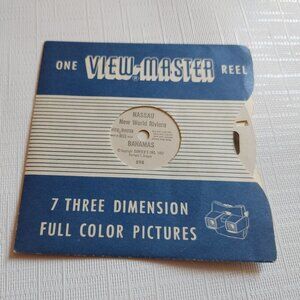 ONE VIEW-MASTER REEL
NASSAU
New World Riviera
BAHAMAS
7 THREE DIMENSION
FULL COLOR PICTURES